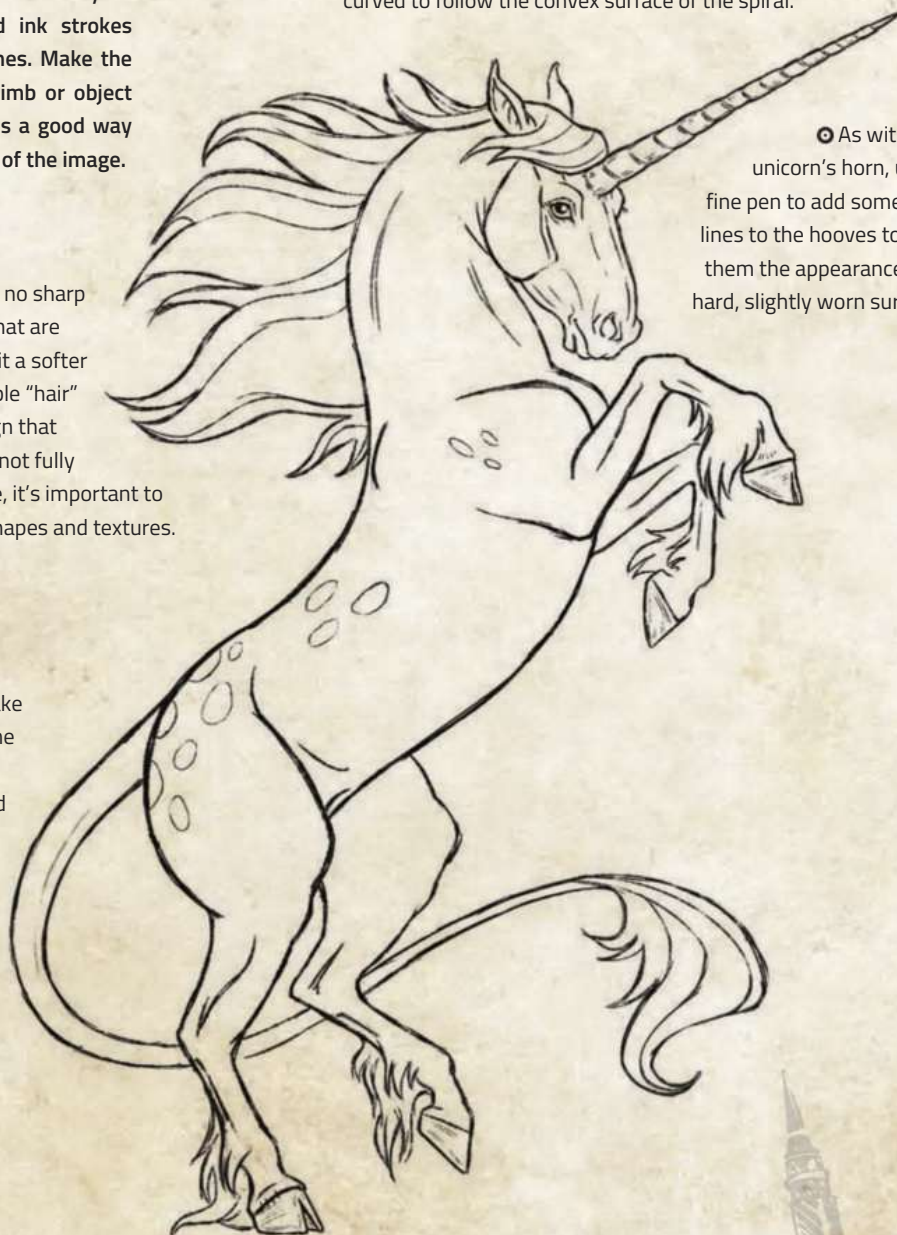 curved to follow the convex surface of the spiral.
d ink strokes
nes. Make the
imb or object
s a good way
of the image.
As wit
unicorn's horn,
fine pen to add some
lines to the hooves to
them the appearance
hard, slightly worn sur
no sharp
hat are
it a softer
ple “hair”
gn that
not fully
e, it's important to
hapes and textures.
ake
ne
d